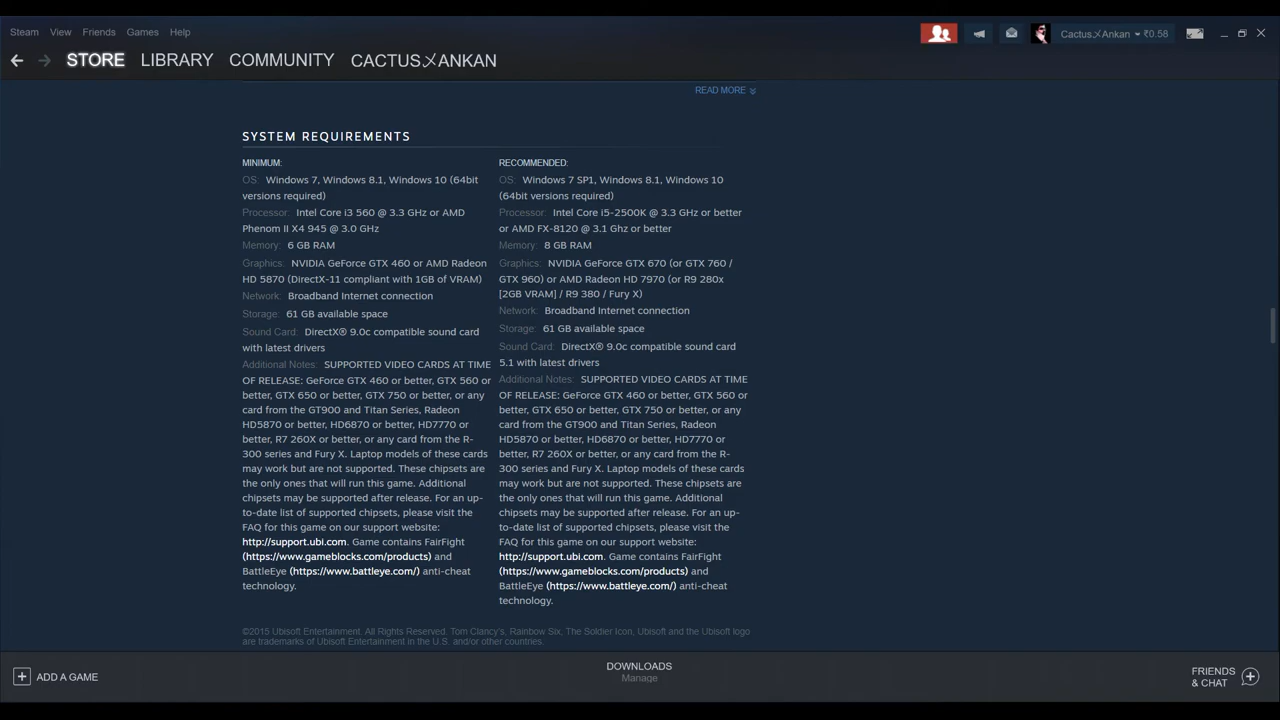 Steam View Friends Games Help
Cactus乄Ankan ₹0.58
STORE LIBRARY COMMUNITY CACTUS乄ANKAN
READ MORE
SYSTEM REQUIREMENTS
MINIMUM:
OS: Windows 7, Windows 8.1, Windows 10 (64bit
versions required)
Processor: Intel Core i3 560 @ 3.3 GHz or AMD
Phenom II X4 945 @ 3.0 GHz
Memory: 6 GB RAM
Graphics: NVIDIA GeForce GTX 460 or AMD Radeon
HD 5870 (DirectX-11 compliant with 1GB of VRAM)
Network: Broadband Internet connection
Storage: 61 GB available space
Sound Card: DirectX® 9.0c compatible sound card
with latest drivers
Additional Notes: SUPPORTED VIDEO CARDS AT TIME
OF RELEASE: GeForce GTX 460 or better, GTX 560 or
better, GTX 650 or better, GTX 750 or better, or any
card from the GT900 and Titan Series, Radeon
HD5870 or better, HD6870 or better, HD7770 or
better, R7 260X or better, or any card from the R-
300 series and Fury X. Laptop models of these cards
may work but are not supported. These chipsets are
the only ones that will run this game. Additional
chipsets may be supported after release. For an up-
to-date list of supported chipsets, please visit the
FAQ for this game on our support website:
http://support.ubi.com. Game contains FairFight
(https://www.gameblocks.com/products) and
BattleEye (https://www.battleye.com/) anti-cheat
technology.
RECOMMENDED:
OS: Windows 7 SP1, Windows 8.1, Windows 10
(64bit versions required)
Processor: Intel Core i5-2500K @ 3.3 GHz or better
or AMD FX-8120 @ 3.1 Ghz or better
Memory: 8 GB RAM
Graphics: NVIDIA GeForce GTX 670 (or GTX 760 /
GTX 960) or AMD Radeon HD 7970 (or R9 280x
[2GB VRAM] / R9 380 / Fury X)
Network: Broadband Internet connection
Storage: 61 GB available space
Sound Card: DirectX® 9.0c compatible sound card
5.1 with latest drivers
Additional Notes: SUPPORTED VIDEO CARDS AT TIME
OF RELEASE: GeForce GTX 460 or better, GTX 560 or
better, GTX 650 or better, GTX 750 or better, or any
card from the GT900 and Titan Series, Radeon
HD5870 or better, HD6870 or better, HD7770 or
better, R7 260X or better, or any card from the R-
300 series and Fury X. Laptop models of these cards
may work but are not supported. These chipsets are
the only ones that will run this game. Additional
chipsets may be supported after release. For an up-
to-date list of supported chipsets, please visit the
FAQ for this game on our support website:
http://support.ubi.com. Game contains FairFight
(https://www.gameblocks.com/products) and
BattleEye (https://www.battleye.com/) anti-cheat
technology.
©2015 Ubisoft Entertainment. All Rights Reserved. Tom Clancy's, Rainbow Six, The Soldier Icon, Ubisoft and the Ubisoft logo
are trademarks of Ubisoft Entertainment in the U.S. and/or other countries.
ADD A GAME
DOWNLOADS
Manage
FRIENDS
& CHAT